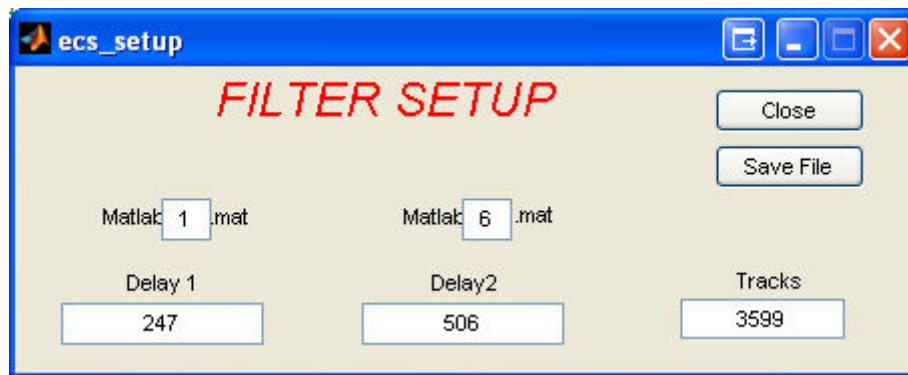 ecs_setup
FILTER SETUP
Close
Save File
Matlab 1 .mat
Matlab 6 .mat
Delay 1
Delay2
Tracks
247
506
3599